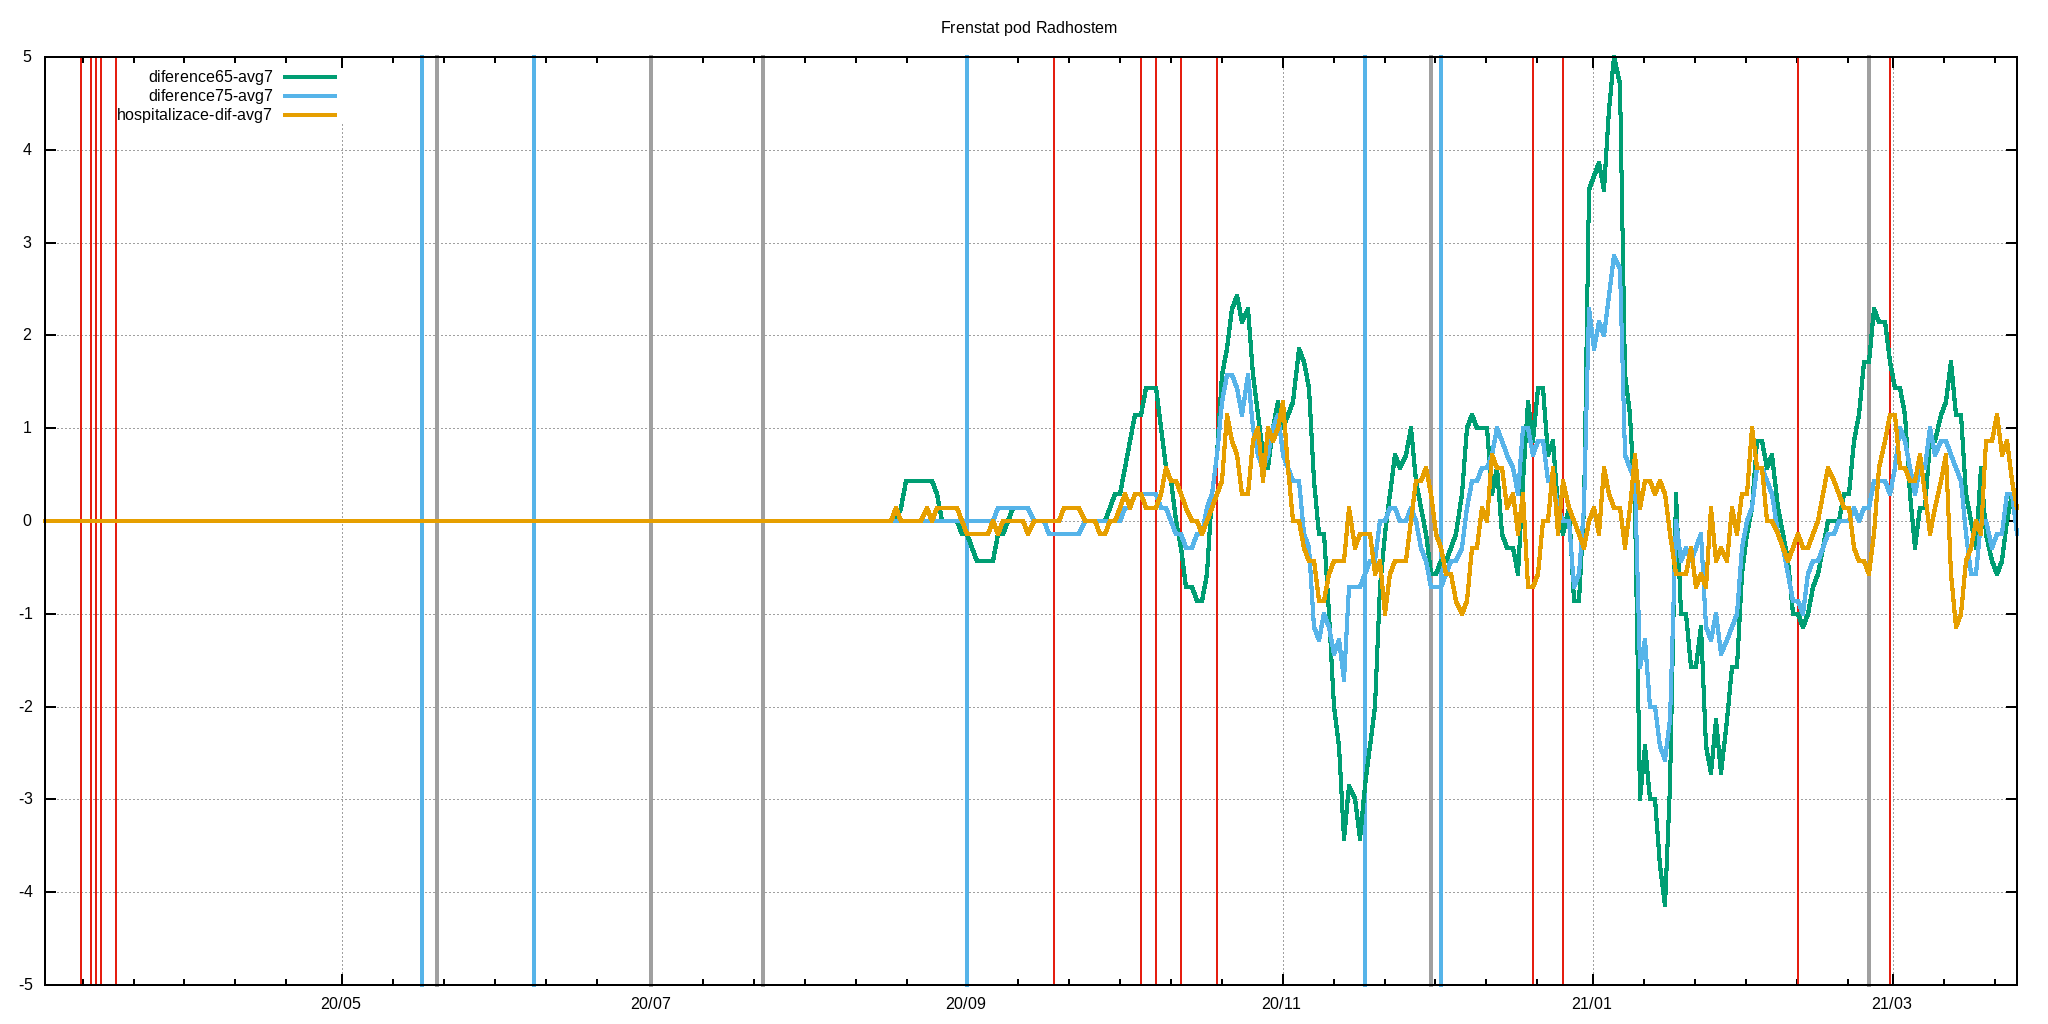 Frenstat pod Radhostem
diference65-avg7
diference75-avg7
hospitalizace-dif-avg7
5
4
3
2
1
0
-1
-2
-3
-4
-5
20/05 20/07 20/09 20/11 21/01 21/03